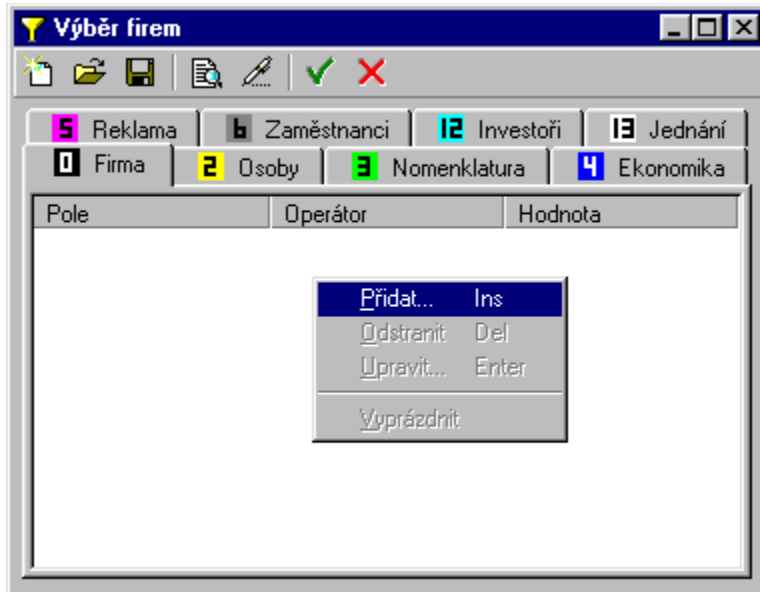 Výběr firem
5 Reklama 6 Zaměstnanci 12 Investoři 13 Jednání
0 Firma 2 Osoby 3 Nomenklatura 4 Ekonomika
Pole Operátor Hodnota
Přidat... Ins
Odstranit Del
Upravit... Enter
Vyprázdnit